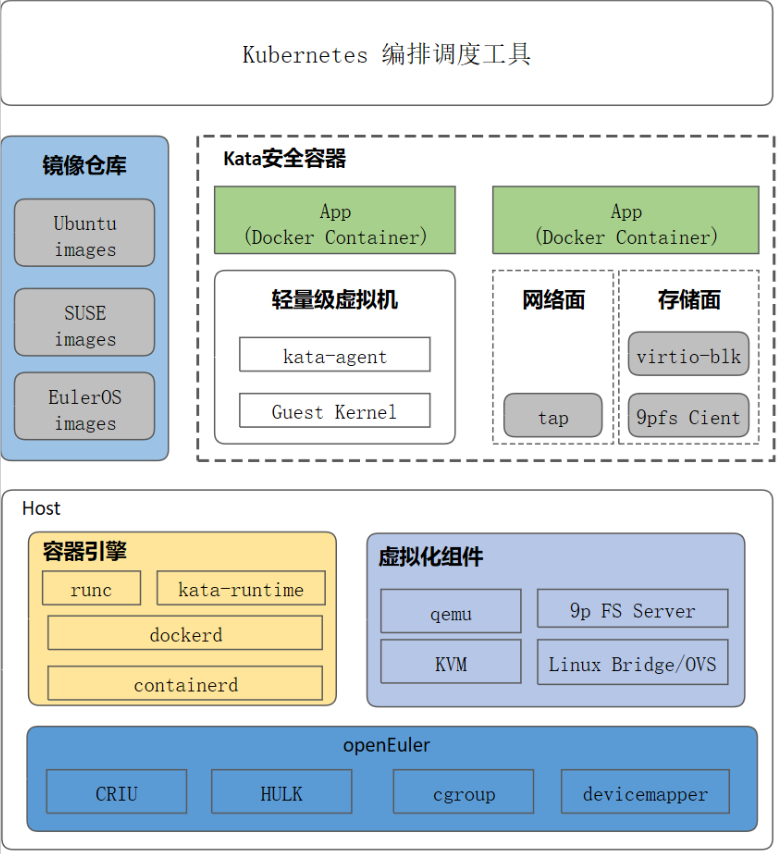 Kubernetes 编排调度工具
镜像仓库
Ubuntu
images
SUSE
images
EulerOS
images
Kata安全容器
App
(Docker Container)
App
(Docker Container)
轻量级虚拟机
kata-agent
Guest Kernel
网络面
tap
存储面
virtio-blk
9pfs Cient
Host
容器引擎
runc
kata-runtime
dockerd
containerd
虚拟化组件
qemu
9p FS Server
KVM
Linux Bridge/OVS
openEuler
CRIU
HULK
cgroup
devicemapper